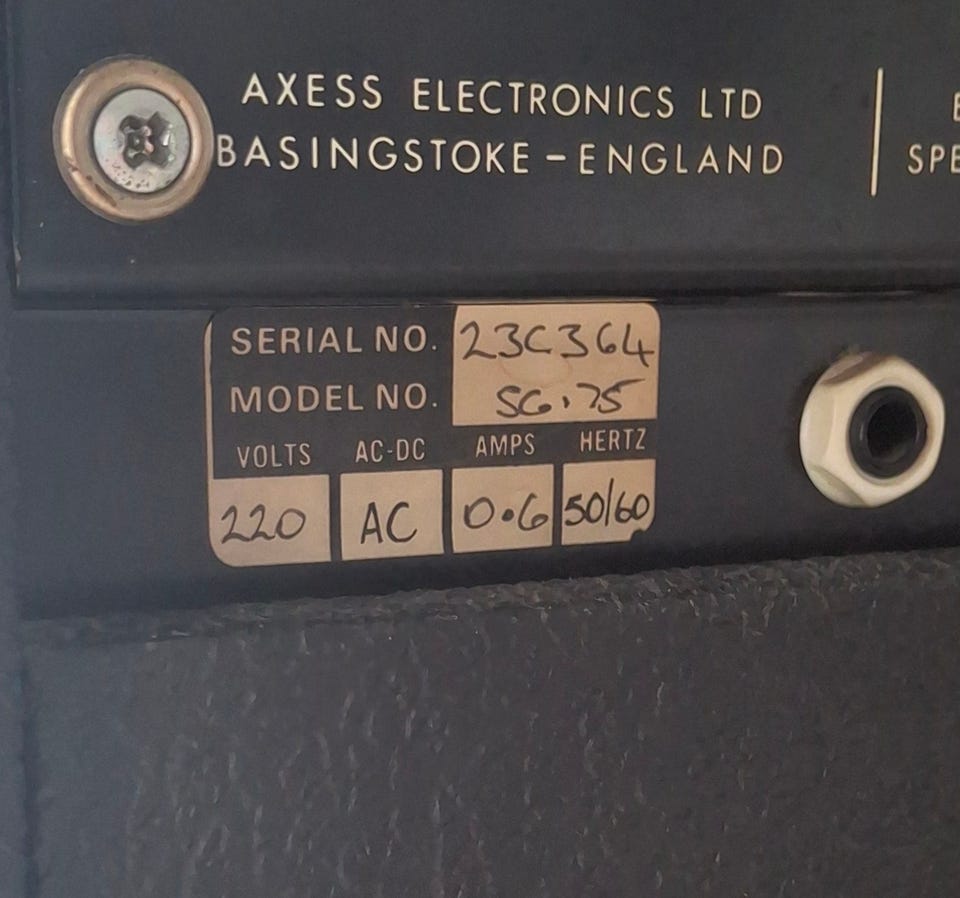 AXESS ELECTRONICS LTD
BASINGSTOKE - ENGLAND
SERIAL NO. 23C364
MODEL NO. SG.75
VOLTS AC-DC AMPS HERTZ
220 AC 0.6 50/60